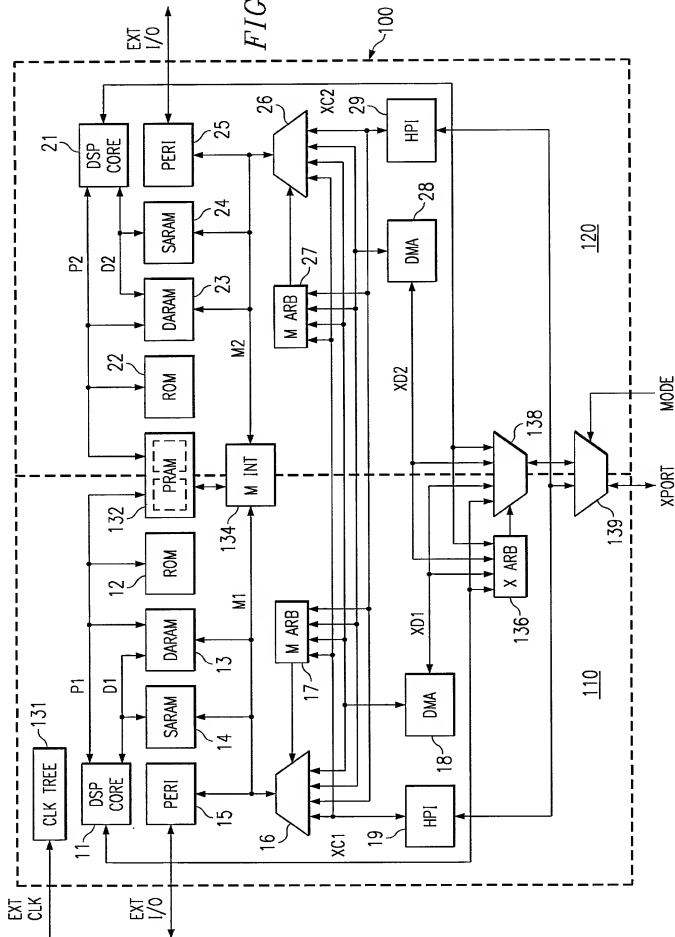 EXT
CLK
CLK TREE
131
EXT
I/O
FIG
100
11
DSP
CORE
P1
D1
P2
D2
21
DSP
CORE
PERI
15
SARAM
14
DARAM
13
ROM
12
PRAM
132
ROM
22
DARAM
23
SARAM
24
PERI
25
EXT
I/O
M1
M INT
134
M2
16
M ARB
17
M ARB
27
26
XC1
XC2
HPI
19
DMA
18
DMA
28
HPI
29
XD1
XD2
X ARB
136
138
139
110
120
XPORT
MODE